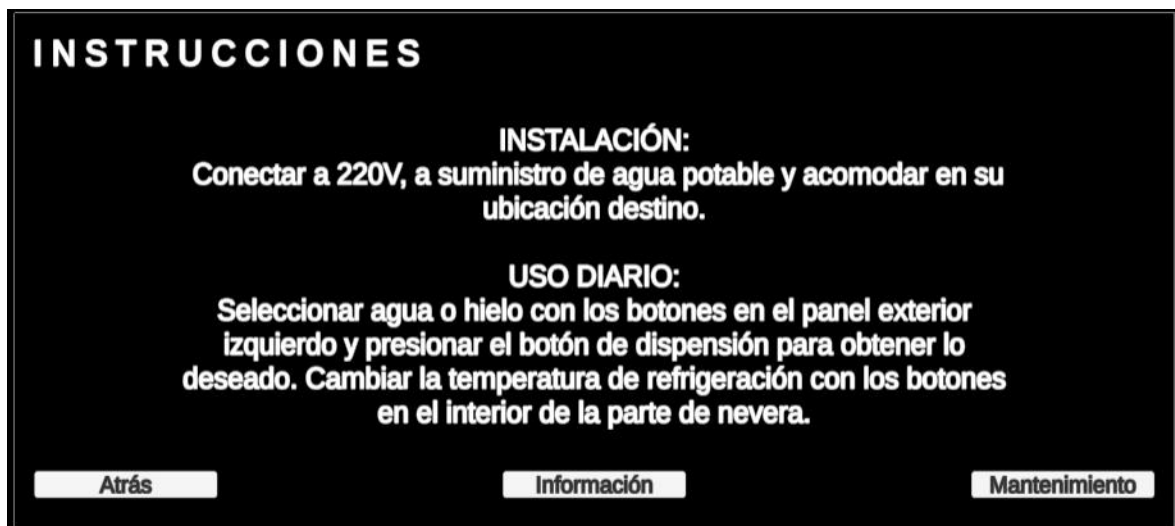 INSTRUCCIONES
INSTALACIÓN:
Conectar a 220V, a suministro de agua potable y acomodar en su
ubicación destino.
USO DIARIO:
Seleccionar agua o hielo con los botones en el panel exterior
izquierdo y presionar el botón de dispensión para obtener lo
deseado. Cambiar la temperatura de refrigeración con los botones
en el interior de la parte de nevera.
Atrás
Información
Mantenimiento